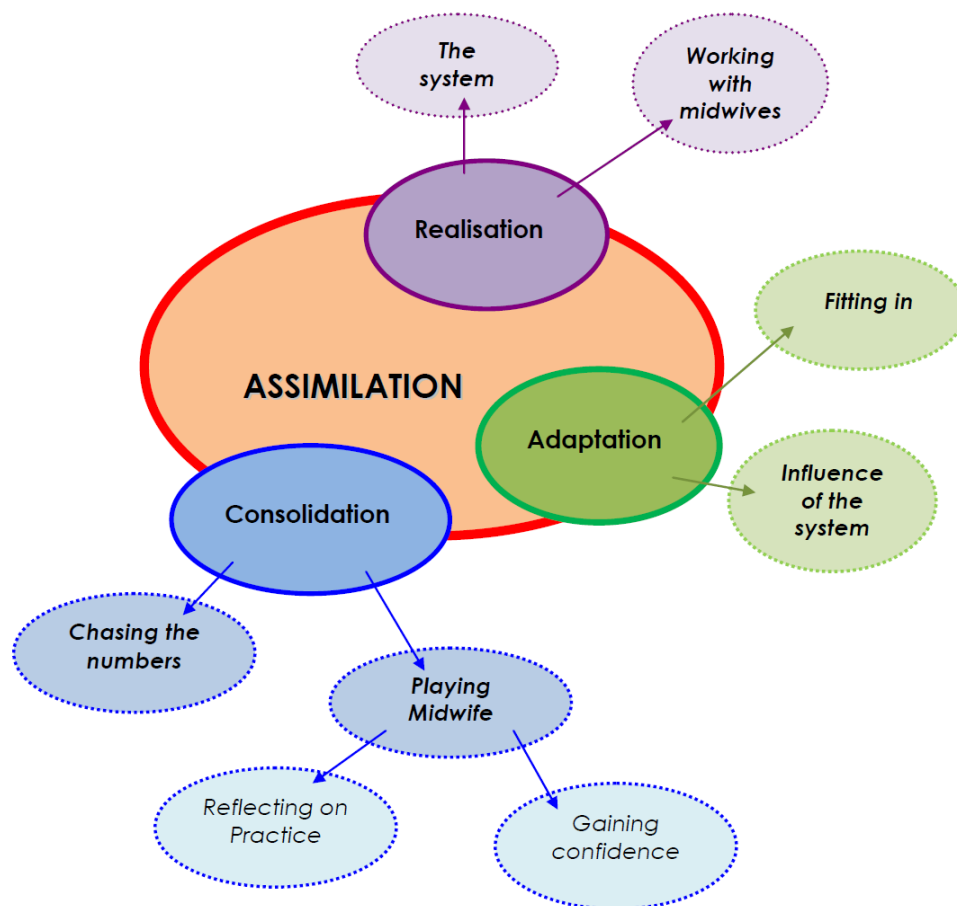 The
system
Working
with
midwives
Realisation
Fitting in
ASSIMILATION
Adaptation
Influence
of the
system
Consolidation
Chasing the
numbers
Playing
Midwife
Reflecting on
Practice
Gaining
confidence